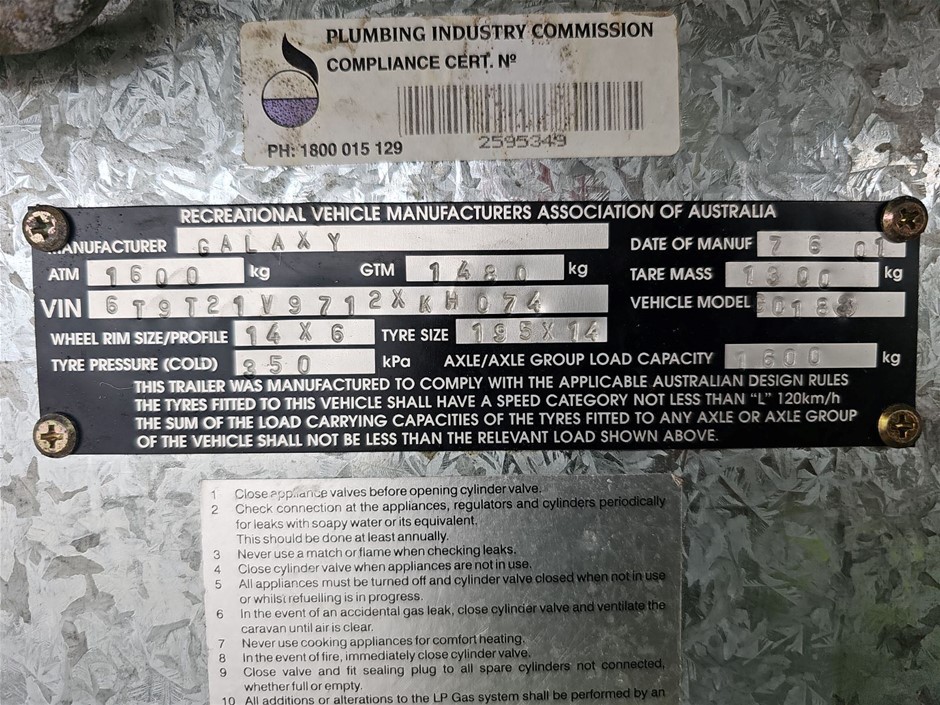 PLUMBING INDUSTRY COMMISSION
COMPLIANCE CERT. Nº
2595349
PH: 1800 015 129
RECREATIONAL VEHICLE MANUFACTURERS ASSOCIATION OF AUSTRALIA
MANUFACTURER GALAXY DATE OF MANUF 7 6 01
ATM 1600 kg GTM 1480 kg TARE MASS 1300 kg
VIN 6T9T21V9712XKH074 VEHICLE MODEL
WHEEL RIM SIZE/PROFILE 14X6 TYRE SIZE 195X14
TYRE PRESSURE (COLD) 350 kPa AXLE/AXLE GROUP LOAD CAPACITY 1600 kg
THIS TRAILER WAS MANUFACTURED TO COMPLY WITH THE APPLICABLE AUSTRALIAN DESIGN RULES
THE TYRES FITTED TO THIS VEHICLE SHALL HAVE A SPEED CATEGORY NOT LESS THAN "L" 120km/h
THE SUM OF THE LOAD CARRYING CAPACITIES OF THE TYRES FITTED TO ANY AXLE OR AXLE GROUP
OF THE VEHICLE SHALL NOT BE LESS THAN THE RELEVANT LOAD SHOWN ABOVE.
1 Close appliance valves before opening cylinder valve.
2 Check connection at the appliances, regulators and cylinders periodically
for leaks with soapy water or its equivalent.
This should be done at least annually.
3 Never use a match or flame when checking leaks.
4 Close cylinder valve when appliances are not in use.
5 All appliances must be turned off and cylinder valve closed when not in use
or whilst refuelling is in progress.
6 In the event of an accidental gas leak, close cylinder valve and ventilate the
caravan until air is clear.
7 Never use cooking appliances for comfort heating.
8 In the event of fire, immediately close cylinder valve.
9 Close valve and fit sealing plug to all spare cylinders not connected,
whether full or empty.
10 All additions or alterations to the LP Gas system shall be performed by an